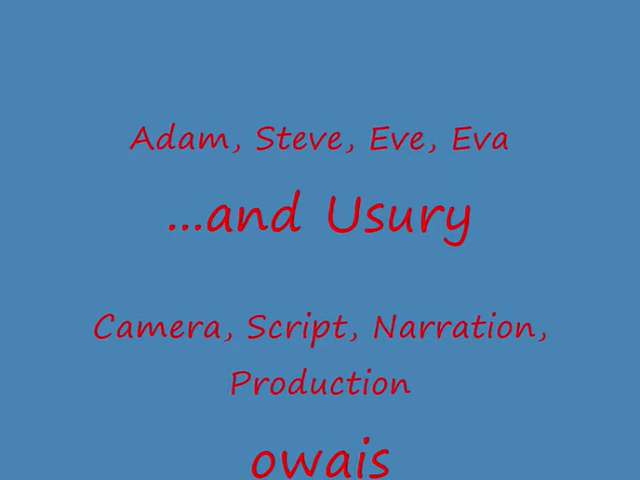 Adam, Steve, Eve, Eva
...and Usury
Camera, Script, Narration,
Production
owais